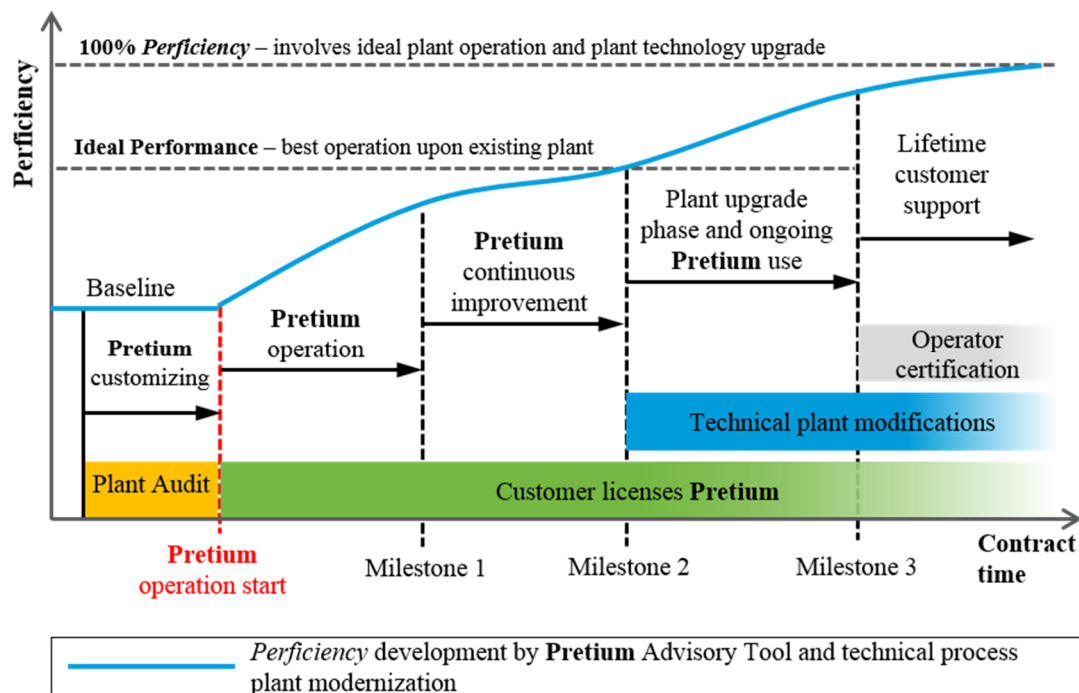 100% Perficiency – involves ideal plant operation and plant technology upgrade
Perficiency
Ideal Performance – best operation upon existing plant
Lifetime
customer
support
Plant upgrade
phase and ongoing
Pretium use
Pretium
continuous
improvement
Baseline
Pretium
operation
Pretium
customizing
Operator
certification
Technical plant modifications
Plant Audit
Customer licenses Pretium
Pretium
operation start
Milestone 1
Milestone 2
Milestone 3
Contract
time
Perficiency development by Pretium Advisory Tool and technical process
plant modernization